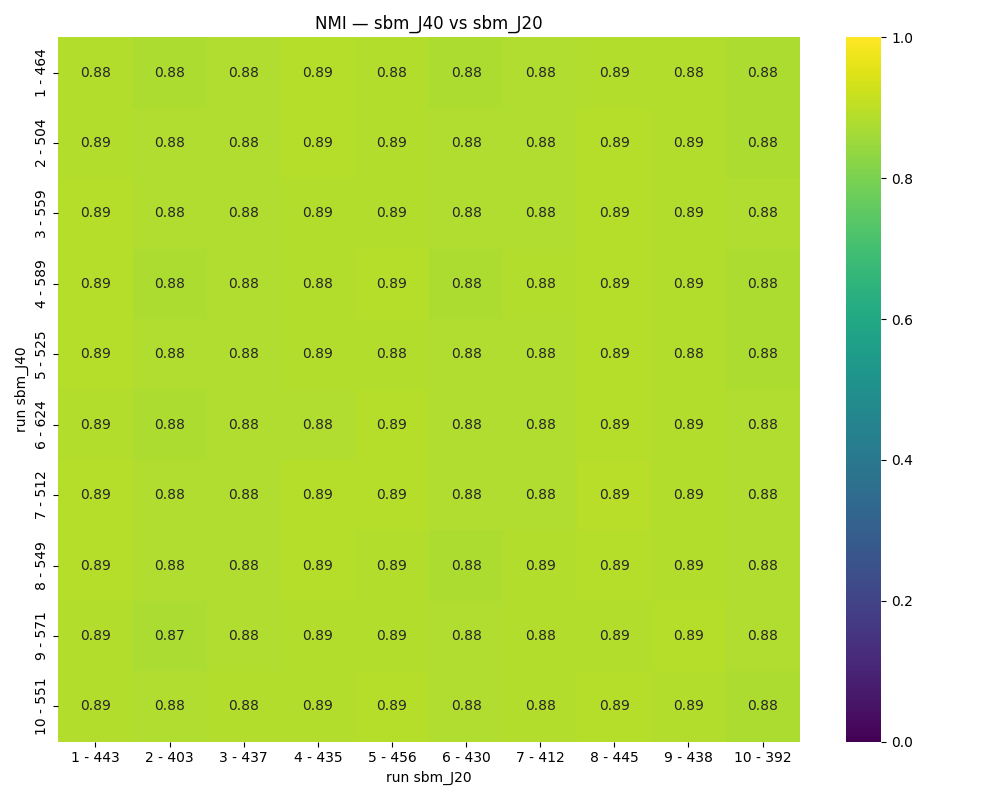 NMI — sbm_J40 vs sbm_J20
run sbm_J40
1 - 464 0.88 0.88 0.88 0.89 0.88 0.88 0.88 0.89 0.88 0.88
2 - 504 0.89 0.88 0.88 0.89 0.89 0.88 0.88 0.89 0.89 0.88
3 - 559 0.89 0.88 0.88 0.89 0.89 0.88 0.88 0.89 0.89 0.88
4 - 589 0.89 0.88 0.88 0.89 0.89 0.88 0.88 0.89 0.89 0.88
5 - 525 0.89 0.88 0.88 0.89 0.88 0.88 0.88 0.89 0.88 0.88
6 - 624 0.89 0.88 0.88 0.88 0.89 0.88 0.88 0.89 0.89 0.88
7 - 512 0.89 0.88 0.88 0.89 0.89 0.88 0.88 0.89 0.89 0.88
8 - 549 0.89 0.88 0.88 0.89 0.89 0.88 0.89 0.89 0.89 0.88
9 - 571 0.89 0.87 0.88 0.89 0.89 0.88 0.88 0.89 0.89 0.88
10 - 551 0.89 0.88 0.88 0.89 0.89 0.88 0.88 0.89 0.89 0.88
1 - 443 2 - 403 3 - 437 4 - 435 5 - 456 6 - 430 7 - 412 8 - 445 9 - 438 10 - 392
run sbm_J20
1.0
0.8
0.6
0.4
0.2
0.0